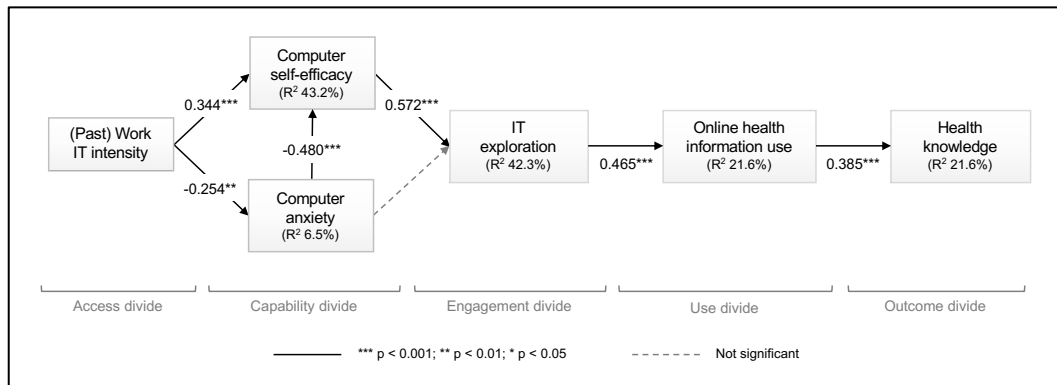 Computer
self-efficacy
(R² 43.2%)
0.344***
0.572***
(Past) Work
IT intensity
-0.480***
IT
exploration
(R² 42.3%)
0.465***
Online health
information use
(R² 21.6%)
0.385***
Health
knowledge
(R² 21.6%)
-0.254**
Computer
anxiety
(R² 6.5%)
Access divide
Capability divide
Engagement divide
Use divide
Outcome divide
*** p < 0.001; ** p < 0.01; * p < 0.05
Not significant